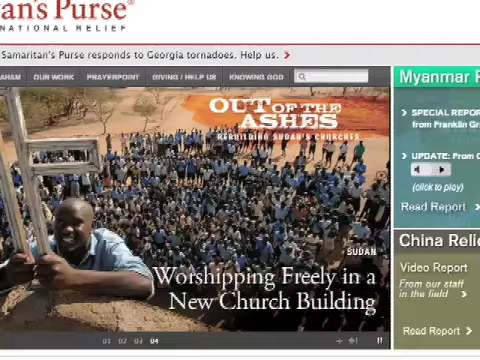 an's Purse®
NATIONAL RELIEF
Samaritan's Purse responds to Georgia tornadoes. Help us.
AHAM OUR WORK PRAYERPOINT GIVING / HELP US KNOWING GOD
OUT OF THE
ASHES
REBUILDING SUDAN'S CHURCHES
SUDAN
Worshipping Freely in a
New Church Building
01 02 03 04
Myanmar R
SPECIAL REPOR
from Franklin Gr
UPDATE: From
(click to play)
Read Report
China Relie
Video Report
From our staff
in the field
Read Report